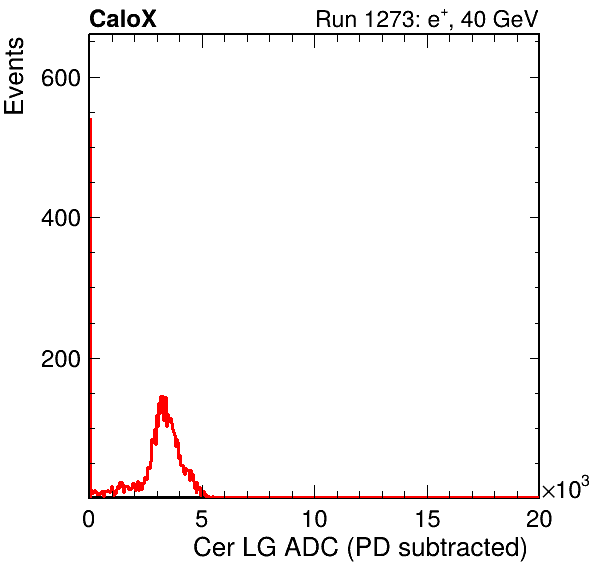 CaloX Run 1273: e⁺, 40 GeV
Events
600
400
200
0 5 10 15 20
×10³
Cer LG ADC (PD subtracted)